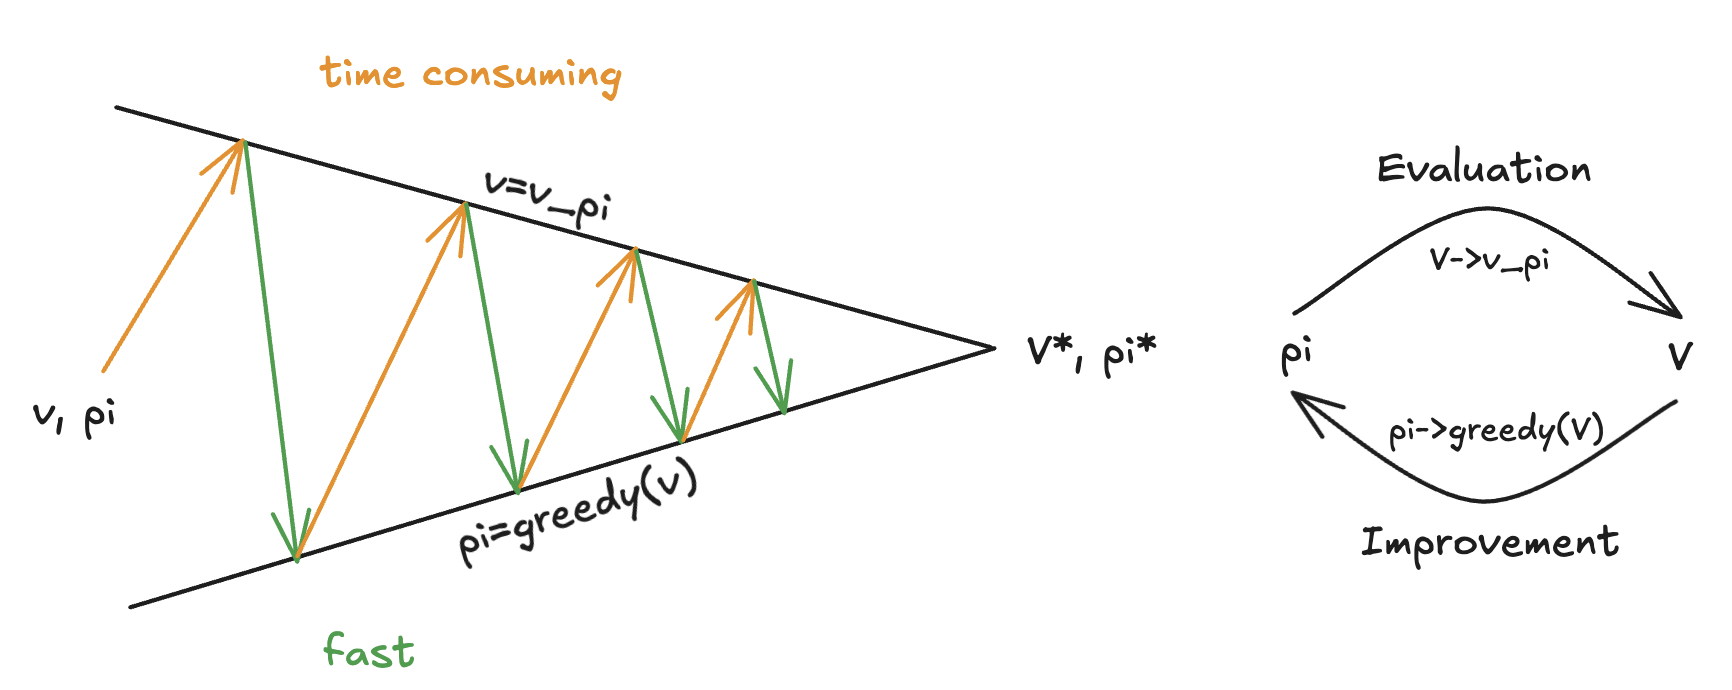 time consuming
v=v_pi
v, pi
V*, pi*
pi=greedy(v)
fast
Evaluation
V->v_pi
pi
V
pi->greedy(V)
Improvement